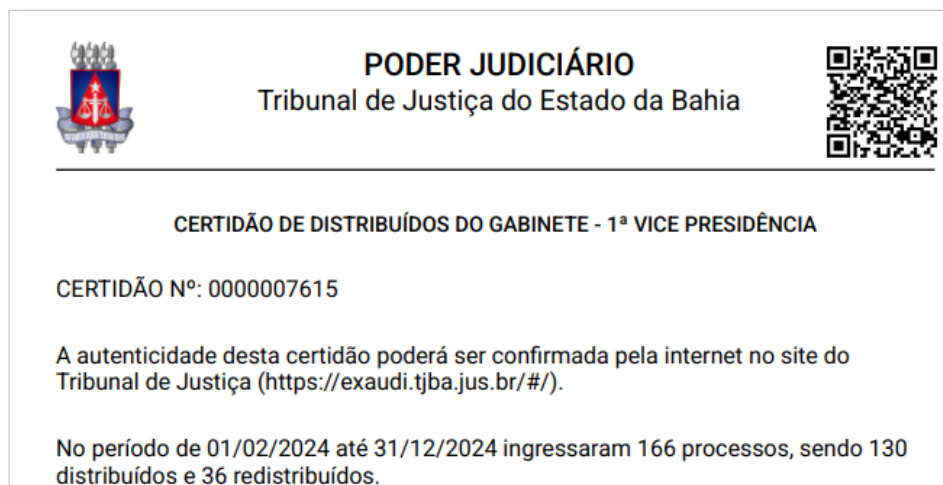 PODER JUDICIÁRIO
Tribunal de Justiça do Estado da Bahia
CERTIDÃO DE DISTRIBUÍDOS DO GABINETE - 1ª VICE PRESIDÊNCIA
CERTIDÃO Nº: 0000007615
A autenticidade desta certidão poderá ser confirmada pela internet no site do
Tribunal de Justiça (https://exaudi.tjba.jus.br/#/).
No período de 01/02/2024 até 31/12/2024 ingressaram 166 processos, sendo 130
distribuídos e 36 redistribuídos.